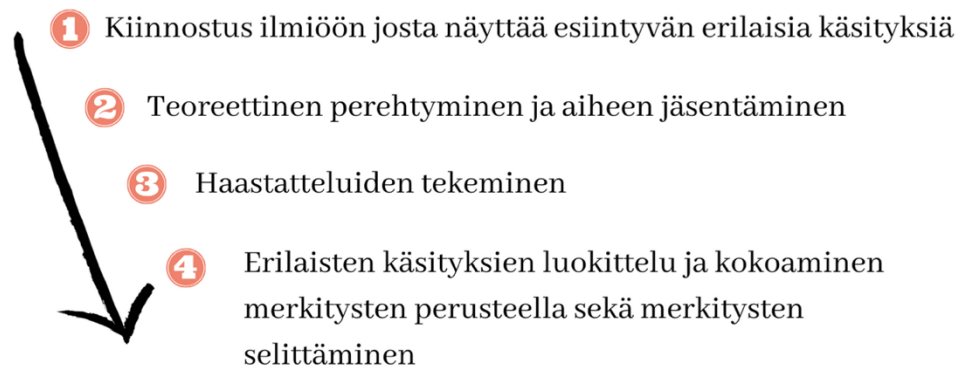 1 Kiinnostus ilmiöön josta näyttää esiintyvän erilaisia käsityksiä
2 Teoreettinen perehtyminen ja aiheen jäsentäminen
3 Haastatteluiden tekeminen
4 Erilaisten käsityksien luokittelu ja kokoaminen
merkitysten perusteella sekä merkitysten
selittäminen